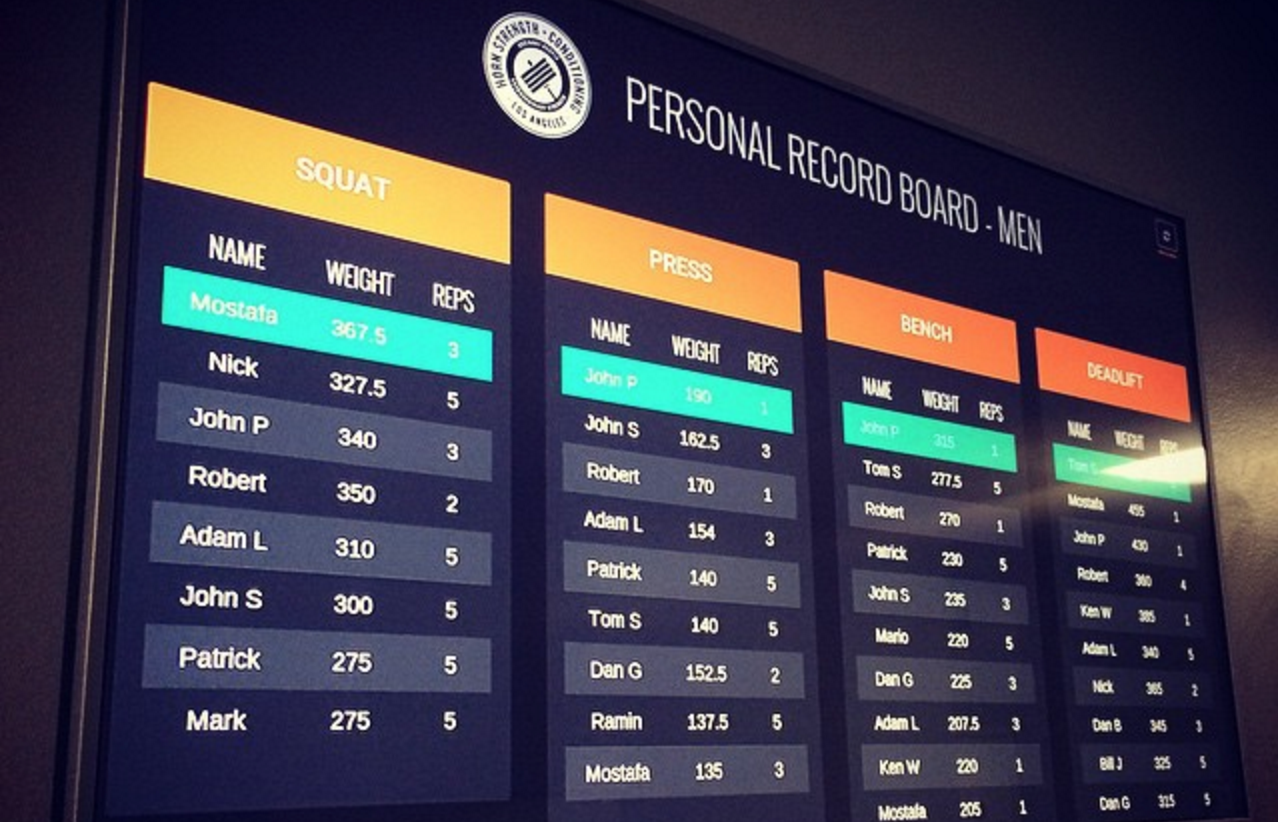 HORN STRENGTH - CONDITIONING
LOS ANGELES
PERSONAL RECORD BOARD - MEN
SQUAT
NAME WEIGHT REPS
Mostafa 367.5 3
Nick 327.5 5
John P 340 3
Robert 350 2
Adam L 310 5
John S 300 5
Patrick 275 5
Mark 275 5
PRESS
NAME WEIGHT REPS
John P 190 1
John S 162.5 3
Robert 170 1
Adam L 154 3
Patrick 140 5
Tom S 140 5
Dan G 152.5 2
Ramin 137.5 5
Mostafa 135 3
BENCH
NAME WEIGHT REPS
John P 315 1
Tom S 277.5 5
Robert 270 1
Patrick 230 5
John S 235 3
Mario 220 5
Dan G 225 3
Adam L 207.5 3
Ken W 220 1
Mostafa 205 1
DEADLIFT
NAME WEIGHT REPS
Tom S
Mostafa 455 1
John P 430 1
Robert 360 4
Ken W 385 1
Adam L 340 5
Nick 365 2
Dan B 345 3
Bill J 325 5
Dan G 315 5